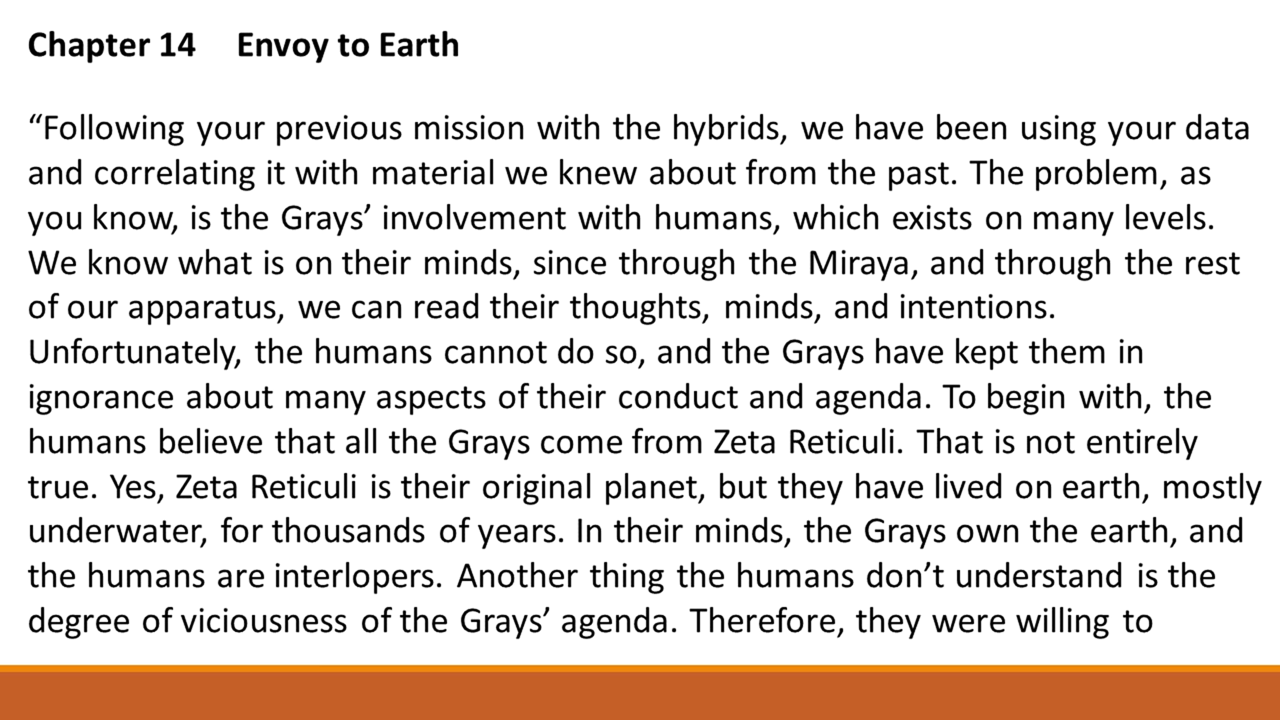 Chapter 14 Envoy to Earth
“Following your previous mission with the hybrids, we have been using your data
and correlating it with material we knew about from the past. The problem, as
you know, is the Grays’ involvement with humans, which exists on many levels.
We know what is on their minds, since through the Miraya, and through the rest
of our apparatus, we can read their thoughts, minds, and intentions.
Unfortunately, the humans cannot do so, and the Grays have kept them in
ignorance about many aspects of their conduct and agenda. To begin with, the
humans believe that all the Grays come from Zeta Reticuli. That is not entirely
true. Yes, Zeta Reticuli is their original planet, but they have lived on earth, mostly
underwater, for thousands of years. In their minds, the Grays own the earth, and
the humans are interlopers. Another thing the humans don’t understand is the
degree of viciousness of the Grays’ agenda. Therefore, they were willing to